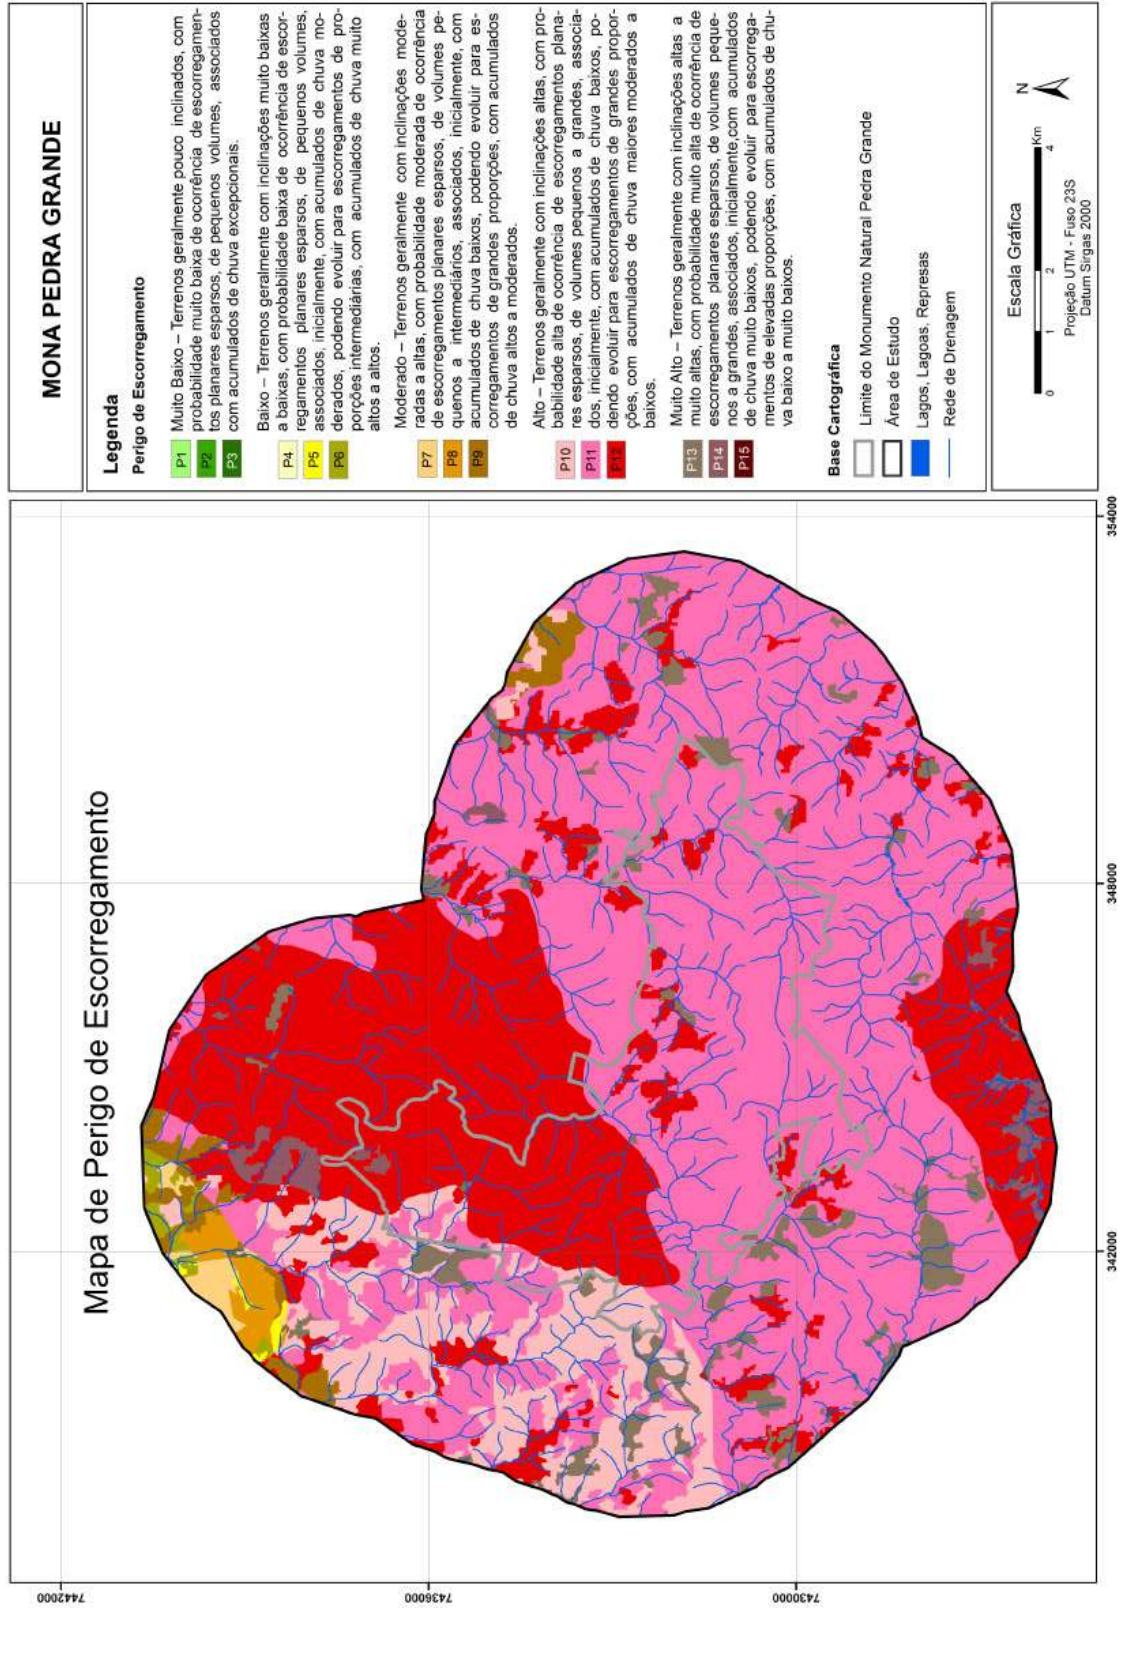 Mapa de Perigo de Escorregamento
7442000
7436000
7430000
342000
348000
354000
MONA PEDRA GRANDE
Legenda
Perigo de Escorregamento
P1
P2
P3
Muito Baixo – Terrenos geralmente pouco inclinados, com
probabilidade muito baixa de ocorrência de escorregamen-
tos planares esparsos, de pequenos volumes, associados
com acumulados de chuva excepcionais.
P4
P5
P6
Baixo – Terrenos geralmente com inclinações muito baixas
a baixas, com probabilidade baixa de ocorrência de escor-
regamentos planares esparsos, de pequenos volumes,
associados, inicialmente, com acumulados de chuva mo-
derados, podendo evoluir para escorregamentos de pro-
porções intermediárias, com acumulados de chuva muito
altos a altos.
P7
P8
P9
Moderado – Terrenos geralmente com inclinações mode-
radas a altas, com probabilidade moderada de ocorrência
de escorregamentos planares esparsos, de volumes pe-
quenos a intermediários, associados, inicialmente, com
acumulados de chuva baixos, podendo evoluir para es-
corregamentos de grandes proporções, com acumulados
de chuva altos a moderados.
P10
P11
P12
Alto – Terrenos geralmente com inclinações altas, com pro-
babilidade alta de ocorrência de escorregamentos plana-
res esparsos, de volumes pequenos a grandes, associa-
dos, inicialmente, com acumulados de chuva baixos, po-
dendo evoluir para escorregamentos de grandes propor-
ções, com acumulados de chuva maiores moderados a
baixos.
P13
P14
P15
Muito Alto – Terrenos geralmente com inclinações altas a
muito altas, com probabilidade muito alta de ocorrência de
escorregamentos planares esparsos, de volumes peque-
nos a grandes, associados, inicialmente,com acumulados
de chuva muito baixos, podendo evoluir para escorrega-
mentos de elevadas proporções, com acumulados de chu-
va baixo a muito baixos.
Base Cartográfica
Limite do Monumento Natural Pedra Grande
Área de Estudo
Lagos, Lagoas, Represas
Rede de Drenagem
Escala Gráfica
N
0 1 2 4 Km
Projeção UTM - Fuso 23S
Datum Sirgas 2000